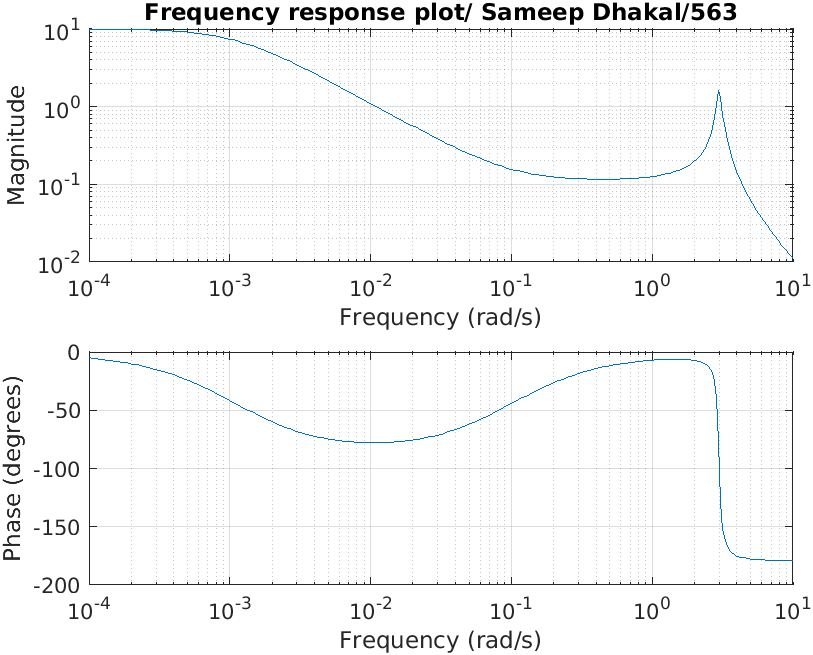 Frequency response plot/ Sameep Dhakal/563
Magnitude
10^1
10^0
10^-1
10^-2
10^-4 10^-3 10^-2 10^-1 10^0 10^1
Frequency (rad/s)
Phase (degrees)
0
-50
-100
-150
-200
10^-4 10^-3 10^-2 10^-1 10^0 10^1
Frequency (rad/s)